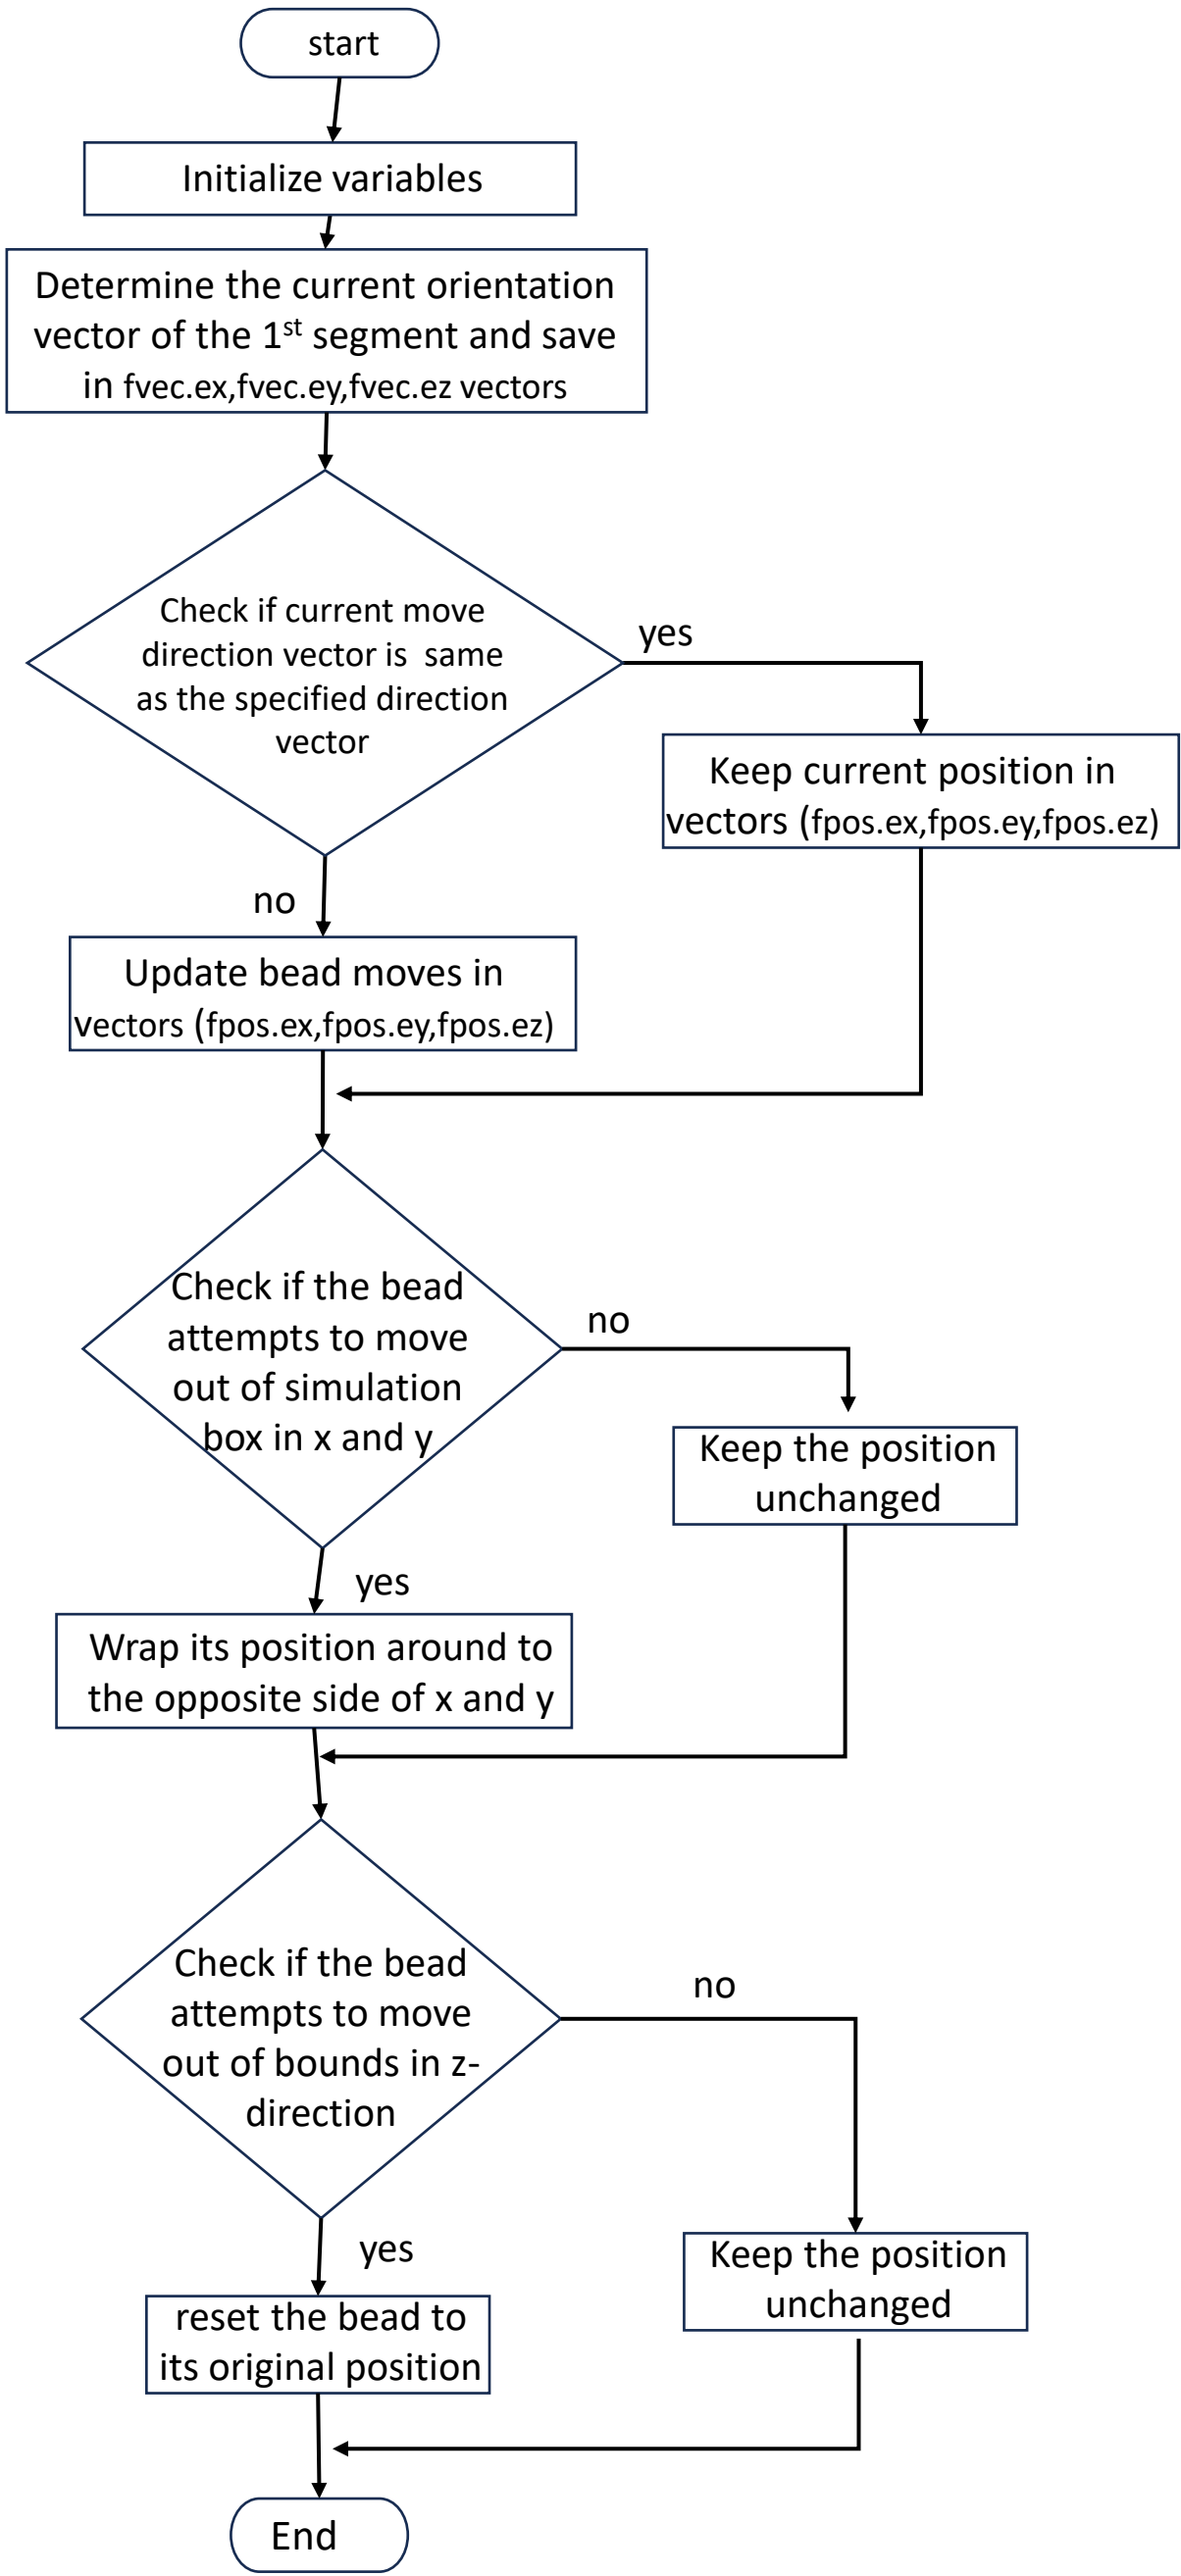 start
Initialize variables
Determine the current orientation
vector of the 1st segment and save
in fvec.ex,fvec.ey,fvec.ez vectors
Check if current move
direction vector is same
as the specified direction
vector
yes
Keep current position in
vectors (fpos.ex,fpos.ey,fpos.ez)
no
Update bead moves in
vectors (fpos.ex,fpos.ey,fpos.ez)
Check if the bead
attempts to move
out of simulation
box in x and y
no
Keep the position
unchanged
yes
Wrap its position around to
the opposite side of x and y
Check if the bead
attempts to move
out of bounds in z-
direction
no
Keep the position
unchanged
yes
reset the bead to
its original position
End